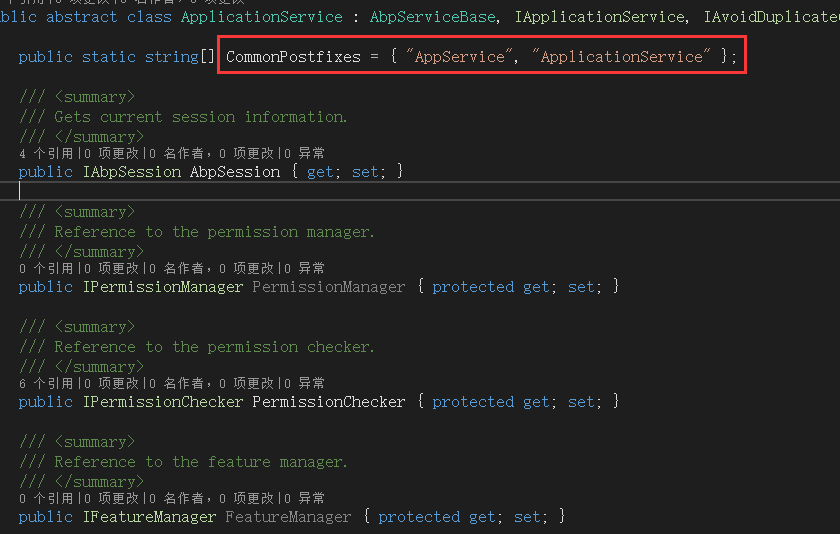 public abstract class ApplicationService : AbpServiceBase, IApplicationService, IAvoidDuplicate
public static string[] CommonPostfixes = { "AppService", "ApplicationService" };
/// <summary>
/// Gets current session information.
/// </summary>
4 个引用|0 项更改|0 名作者，0 项更改|0 异常
public IAbpSession AbpSession { get; set; }
/// <summary>
/// Reference to the permission manager.
/// </summary>
0 个引用|0 项更改|0 名作者，0 项更改|0 异常
public IPermissionManager PermissionManager { protected get; set; }
/// <summary>
/// Reference to the permission checker.
/// </summary>
6 个引用|0 项更改|0 名作者，0 项更改|0 异常
public IPermissionChecker PermissionChecker { protected get; set; }
/// <summary>
/// Reference to the feature manager.
/// </summary>
0 个引用|0 项更改|0 名作者，0 项更改|0 异常
public IFeatureManager FeatureManager { protected get; set; }